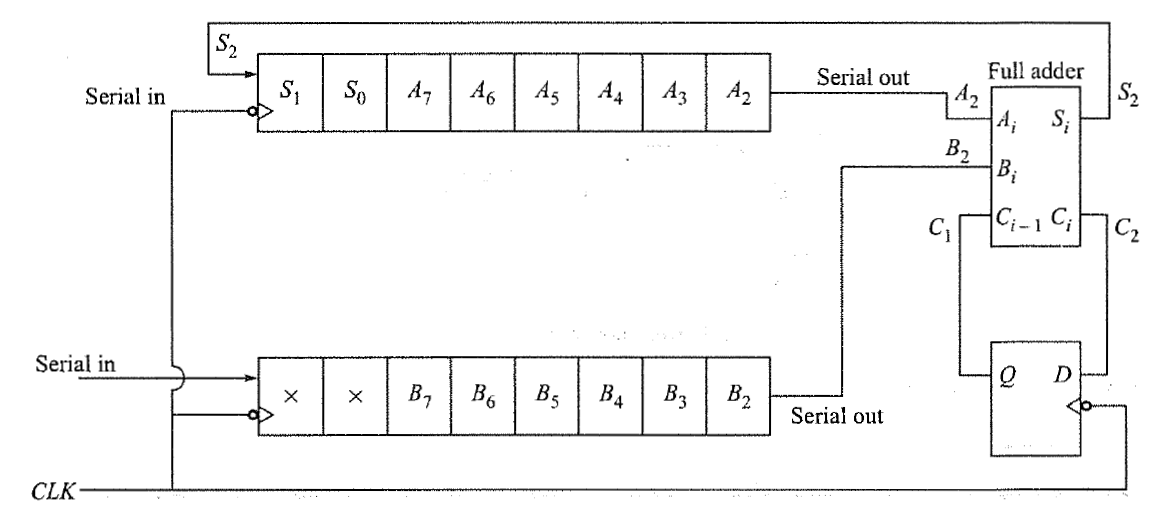 S₂
Serial in
S₁ S₀ A₇ A₆ A₅ A₄ A₃ A₂
Serial out
Full adder
A₂
S₂
Aᵢ Sᵢ
B₂
Bᵢ
C₁
Cᵢ₋₁ Cᵢ
C₂
Serial in
× × B₇ B₆ B₅ B₄ B₃ B₂
Serial out
Q D
CLK